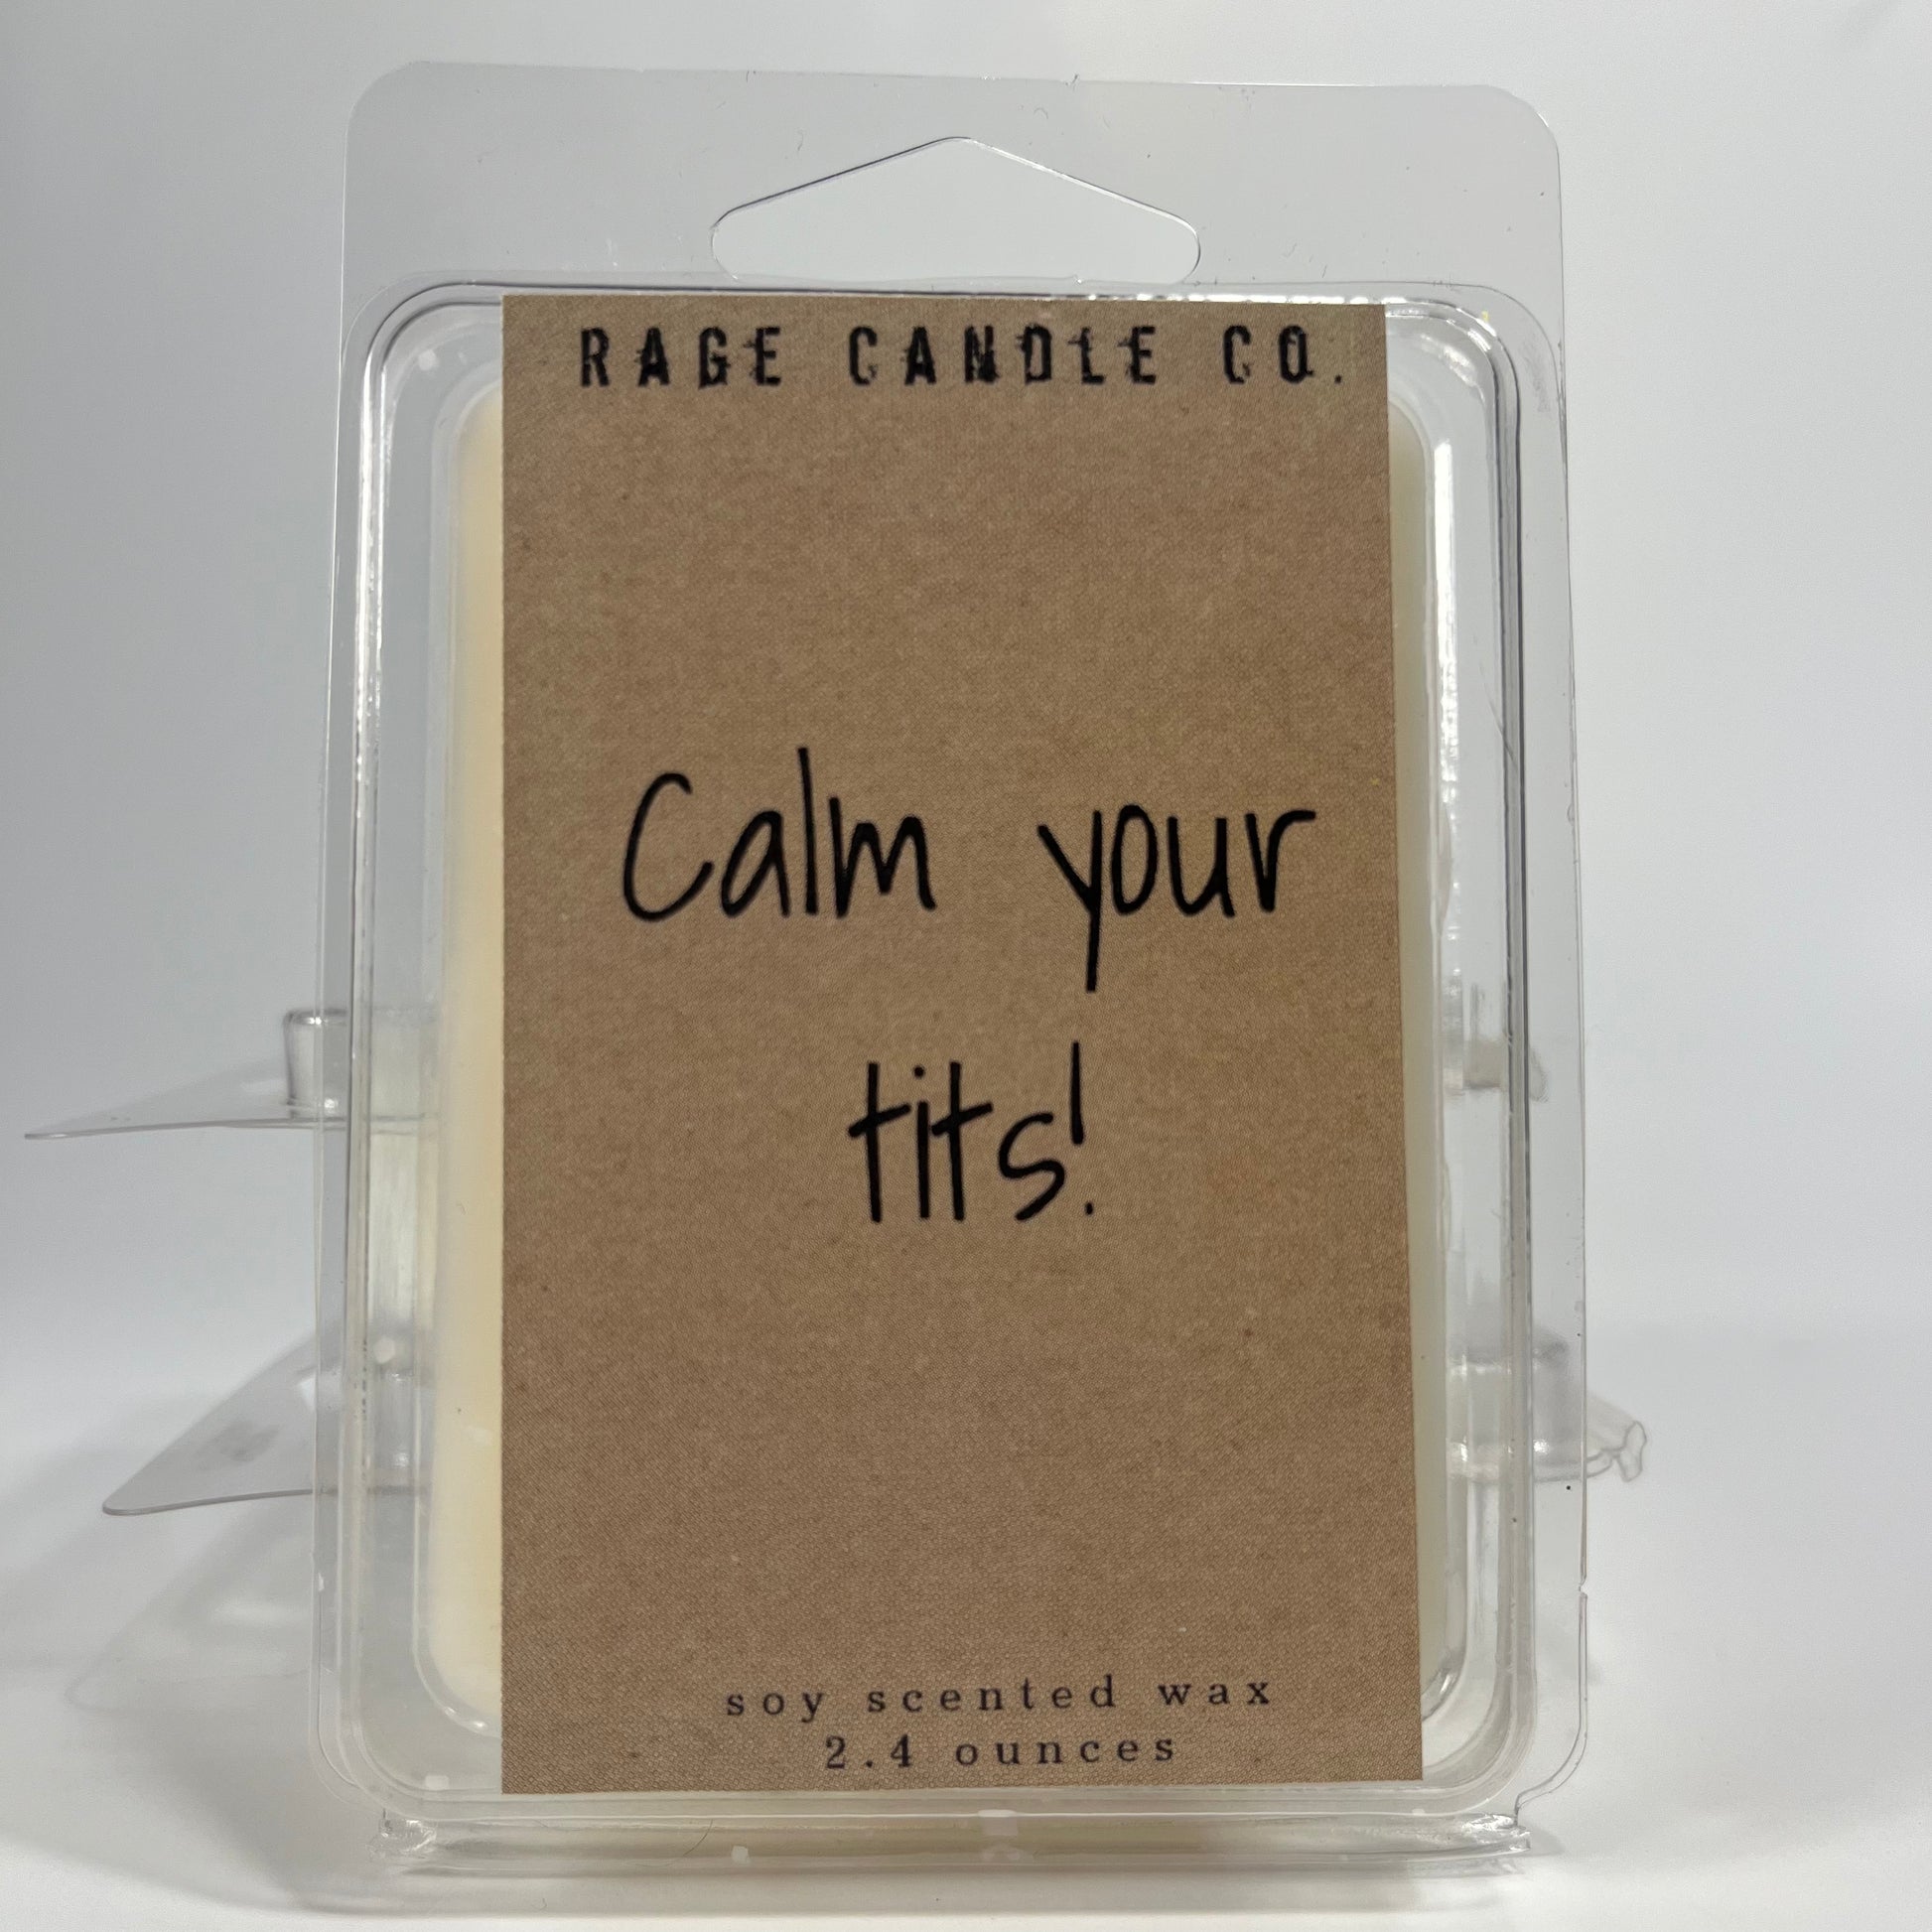 RAGE CANDLE CO.
Calm your
tits!
soy scented wax
2.4 ounces